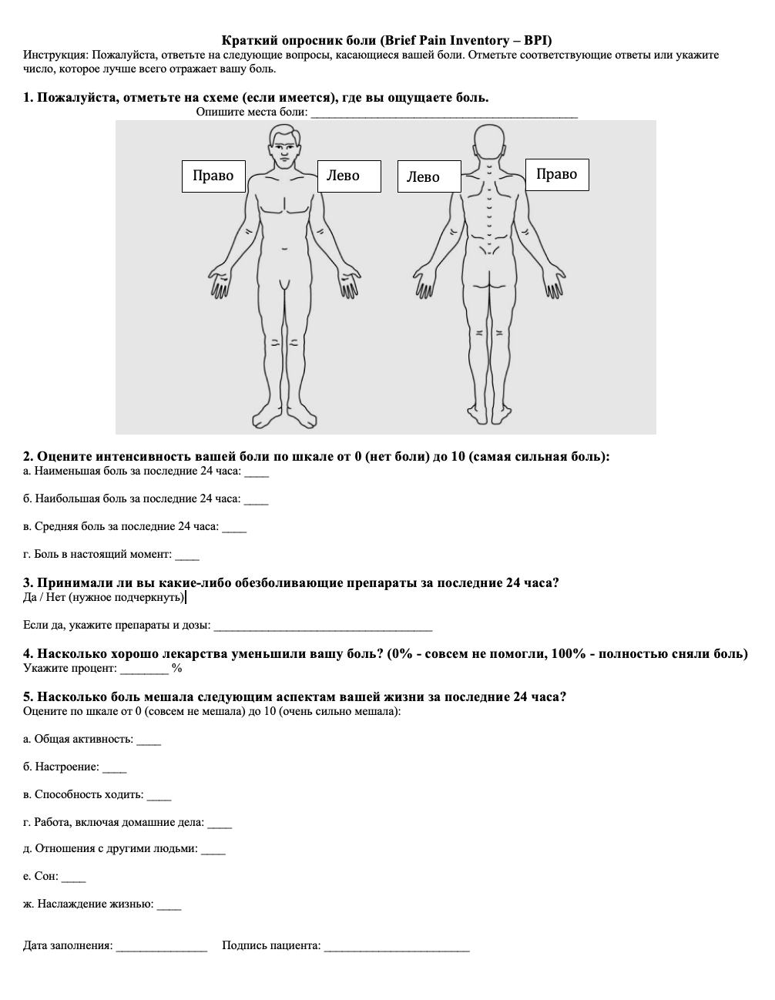 Краткий опросник боли (Brief Pain Inventory – BPI)
Инструкция: Пожалуйста, ответьте на следующие вопросы, касающиеся вашей боли. Отметьте соответствующие ответы или укажите
число, которое лучше всего отражает вашу боль.
1. Пожалуйста, отметьте на схеме (если имеется), где вы ощущаете боль.
Опишите места боли: ____________________________________________
Право Лево Лево Право
2. Оцените интенсивность вашей боли по шкале от 0 (нет боли) до 10 (самая сильная боль):
а. Наименьшая боль за последние 24 часа: ____
б. Наибольшая боль за последние 24 часа: ____
в. Средняя боль за последние 24 часа: ____
г. Боль в настоящий момент: ____
3. Принимали ли вы какие-либо обезболивающие препараты за последние 24 часа?
Да / Нет (нужное подчеркнуть)
Если да, укажите препараты и дозы: ____________________________________
4. Насколько хорошо лекарства уменьшили вашу боль? (0% - совсем не помогли, 100% - полностью сняли боль)
Укажите процент: ________ %
5. Насколько боль мешала следующим аспектам вашей жизни за последние 24 часа?
Оцените по шкале от 0 (совсем не мешала) до 10 (очень сильно мешала):
а. Общая активность: ____
б. Настроение: ____
в. Способность ходить: ____
г. Работа, включая домашние дела: ____
д. Отношения с другими людьми: ____
е. Сон: ____
ж. Наслаждение жизнью: ____
Дата заполнения: _______________ Подпись пациента: ________________________